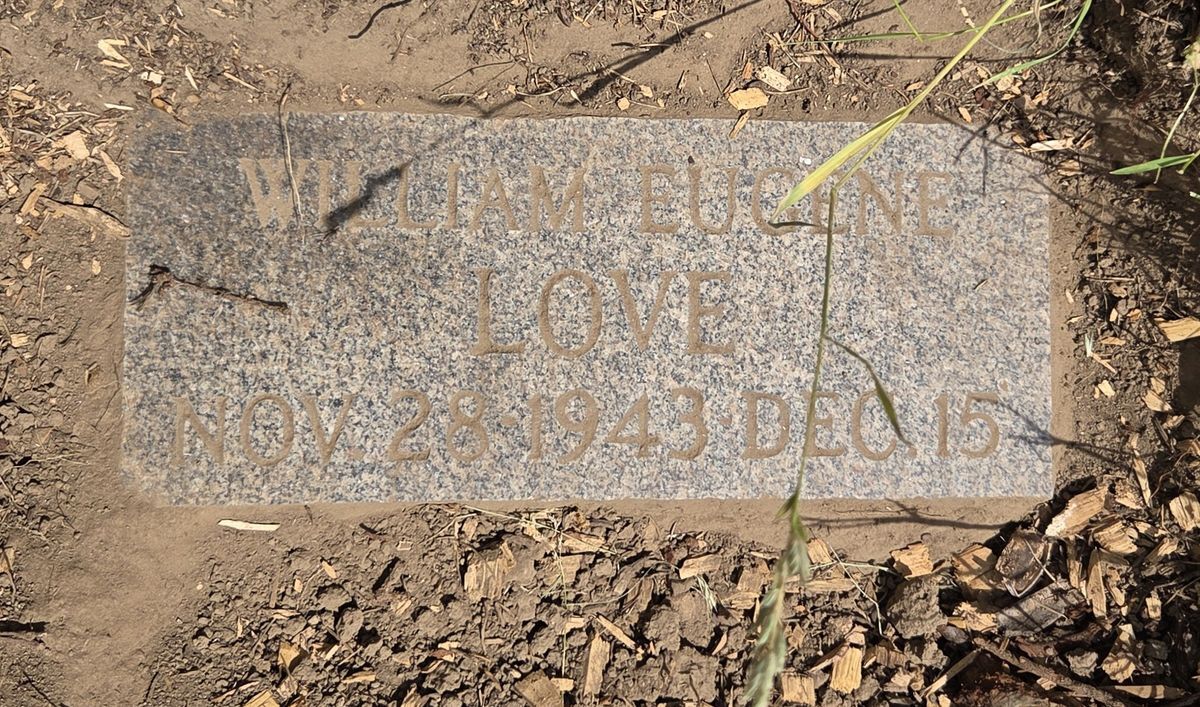 WILLIAM EUGENE
LOVE
NOV. 28·1943·DEC. 15